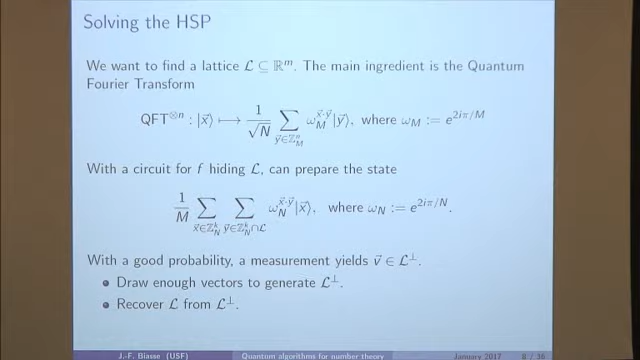 Solving the HSP
We want to find a lattice ℒ ⊆ ℝᵐ. The main ingredient is the Quantum
Fourier Transform
QFT^{⊗n} : |x⃗⟩ ⟼ 1/√N ∑_{y⃗∈ℤ_M^n} ω_M^{x⃗·y⃗}|y⃗⟩, where ω_M := e^{2iπ/M}
With a circuit for f hiding ℒ, can prepare the state
1/M ∑_{x⃗∈ℤ_N^k} ∑_{y⃗∈ℤ_N^k∩ℒ} ω_N^{x⃗·y⃗}|x⃗⟩, where ω_N := e^{2iπ/N}.
With a good probability, a measurement yields v⃗ ∈ ℒ^⊥.
Draw enough vectors to generate ℒ^⊥.
Recover ℒ from ℒ^⊥.
J.-F. Biasse (USF) Quantum algorithms for number theory January 2017 8 / 36